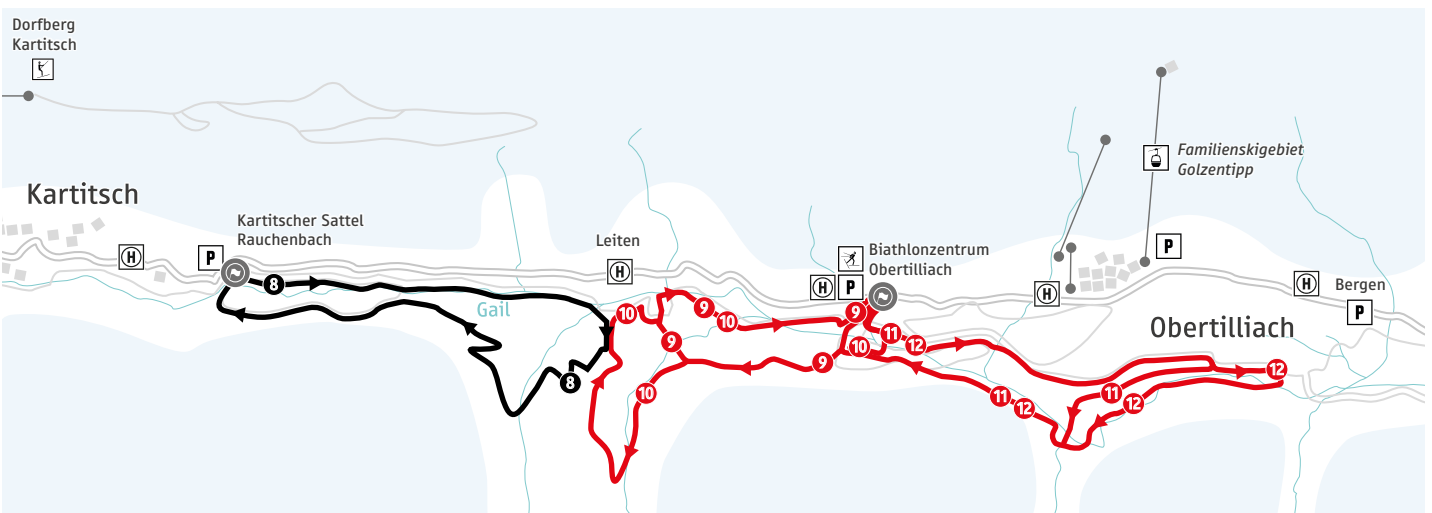 Dorfberg
Kartitsch
Familienskigebiet
Golzentipp
Kartitsch
Kartitscher Sattel
Rauchenbach
H
P
8
Gail
8
Leiten
H
10
9
9
10
10
Biathlonzentrum
Obertilliach
H
P
9
10
9
11
12
11
12
H
P
H
Bergen
P
Obertilliach
12
11
12